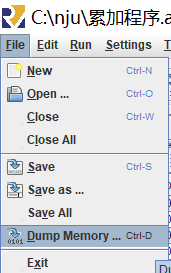 C:\nju\累加程序.a
File Edit Run Settings T
New Ctrl-N
Open ... Ctrl-O
Close Ctrl-W
Close All
Save Ctrl-S
Save as ...
Save All
Dump Memory ... Ctrl-D
Exit